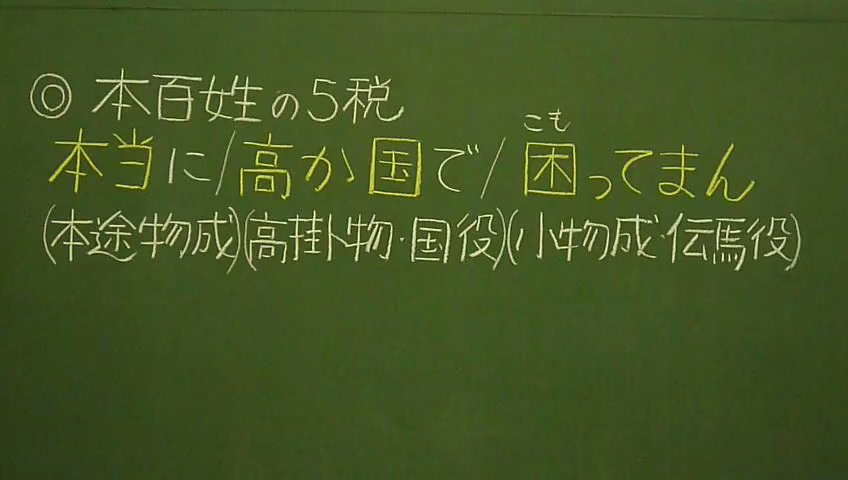 ◎ 本百姓の5税
こも
本当に/高か国で/困ってまん
(本途物成)(高掛物・国役)(小物成・伝馬役)